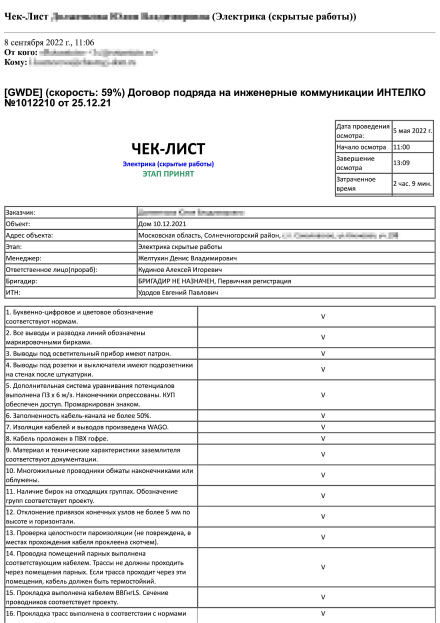 Чек-Лист (Электрика (скрытые работы))
8 сентября 2022 г., 11:06
От кого:
Кому:
[GWDE] (скорость: 59%) Договор подряда на инженерные коммуникации ИНТЕЛКО
№1012210 от 25.12.21
ЧЕК-ЛИСТ
Электрика (скрытые работы)
ЭТАП ПРИНЯТ
Дата проведения осмотра: 5 мая 2022 г.
Начало осмотра 11:00
Завершение осмотра 13:09
Затраченное время 2 час. 9 мин.
Заказчик:
Объект: Дом 10.12.2021
Адрес объекта: Московская область, Солнечногорский район,
Этап: Электрика скрытые работы
Менеджер: Желтухин Денис Владимирович
Ответственное лицо(прораб): Кудинов Алексей Игоревич
Бригадир: БРИГАДИР НЕ НАЗНАЧЕН, Первичная регистрация
ИТН: Удрдов Евгений Павлович
1. Буквенно-цифровое и цветовое обозначение
соответствуют нормам. V
2. Все выводы и разводка линий обозначены
маркировочными бирками. V
3. Выводы под осветительный прибор имеют патрон. V
4. Выводы под розетки и выключатели имеют подрозетники
на стенах после штукатурки. V
5. Дополнительная система уравнивания потенциалов
выполнена ПЗ х 6 м/s. Наконечники опрессованы. КУП
обеспечен доступ. Промаркирован знаком. V
6. Заполненность кабель-канала не более 50%. V
7. Изоляция кабелей и выводов произведена WAGO. V
8. Кабель проложен в ПВХ гофре. V
9. Материал и технические характеристики заземлителя
соответствуют документации. V
10. Многожильные проводники обжаты наконечниками или
облужены. V
11. Наличие бирок на отходящих группах. Обозначение
групп соответствует проекту. V
12. Отклонение привязок конечных узлов не более 5 мм по
высоте и горизонтали. V
13. Проверка целостности пароизоляции (не повреждена, в
местах прохождения кабеля проклеена скотчем). V
14. Проводка помещений парных выполнена
соответствующим кабелем. Трассы не должны проходить
через помещения парных. Если трасса проходит через эти
помещения, кабель должен быть термостойкий. V
15. Прокладка выполнена кабелем ВВГнгLS. Сечение
проводников соответствует проекту. V
16. Прокладка трасс выполнена в соответствии с нормами V